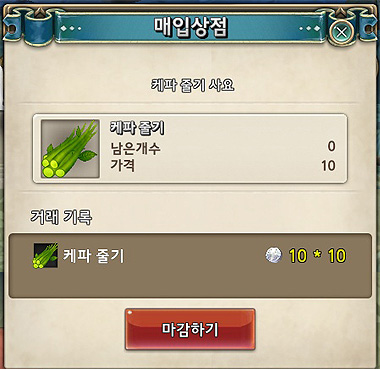 매입상점
케파 줄기 사요
케파 줄기
남은개수 0
가격 10
거래 기록
케파 줄기 10 * 10
마감하기